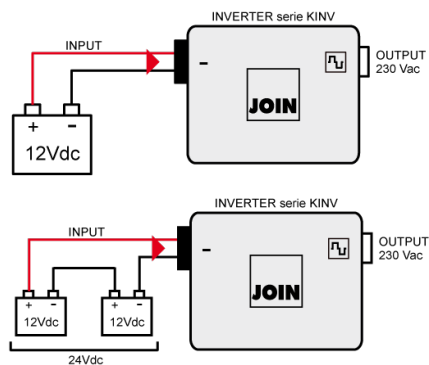 INVERTER serie KINV
INPUT
OUTPUT
230 Vac
–
JOIN
+ –
12Vdc
INVERTER serie KINV
INPUT
OUTPUT
230 Vac
–
JOIN
+ – + –
12Vdc 12Vdc
24Vdc